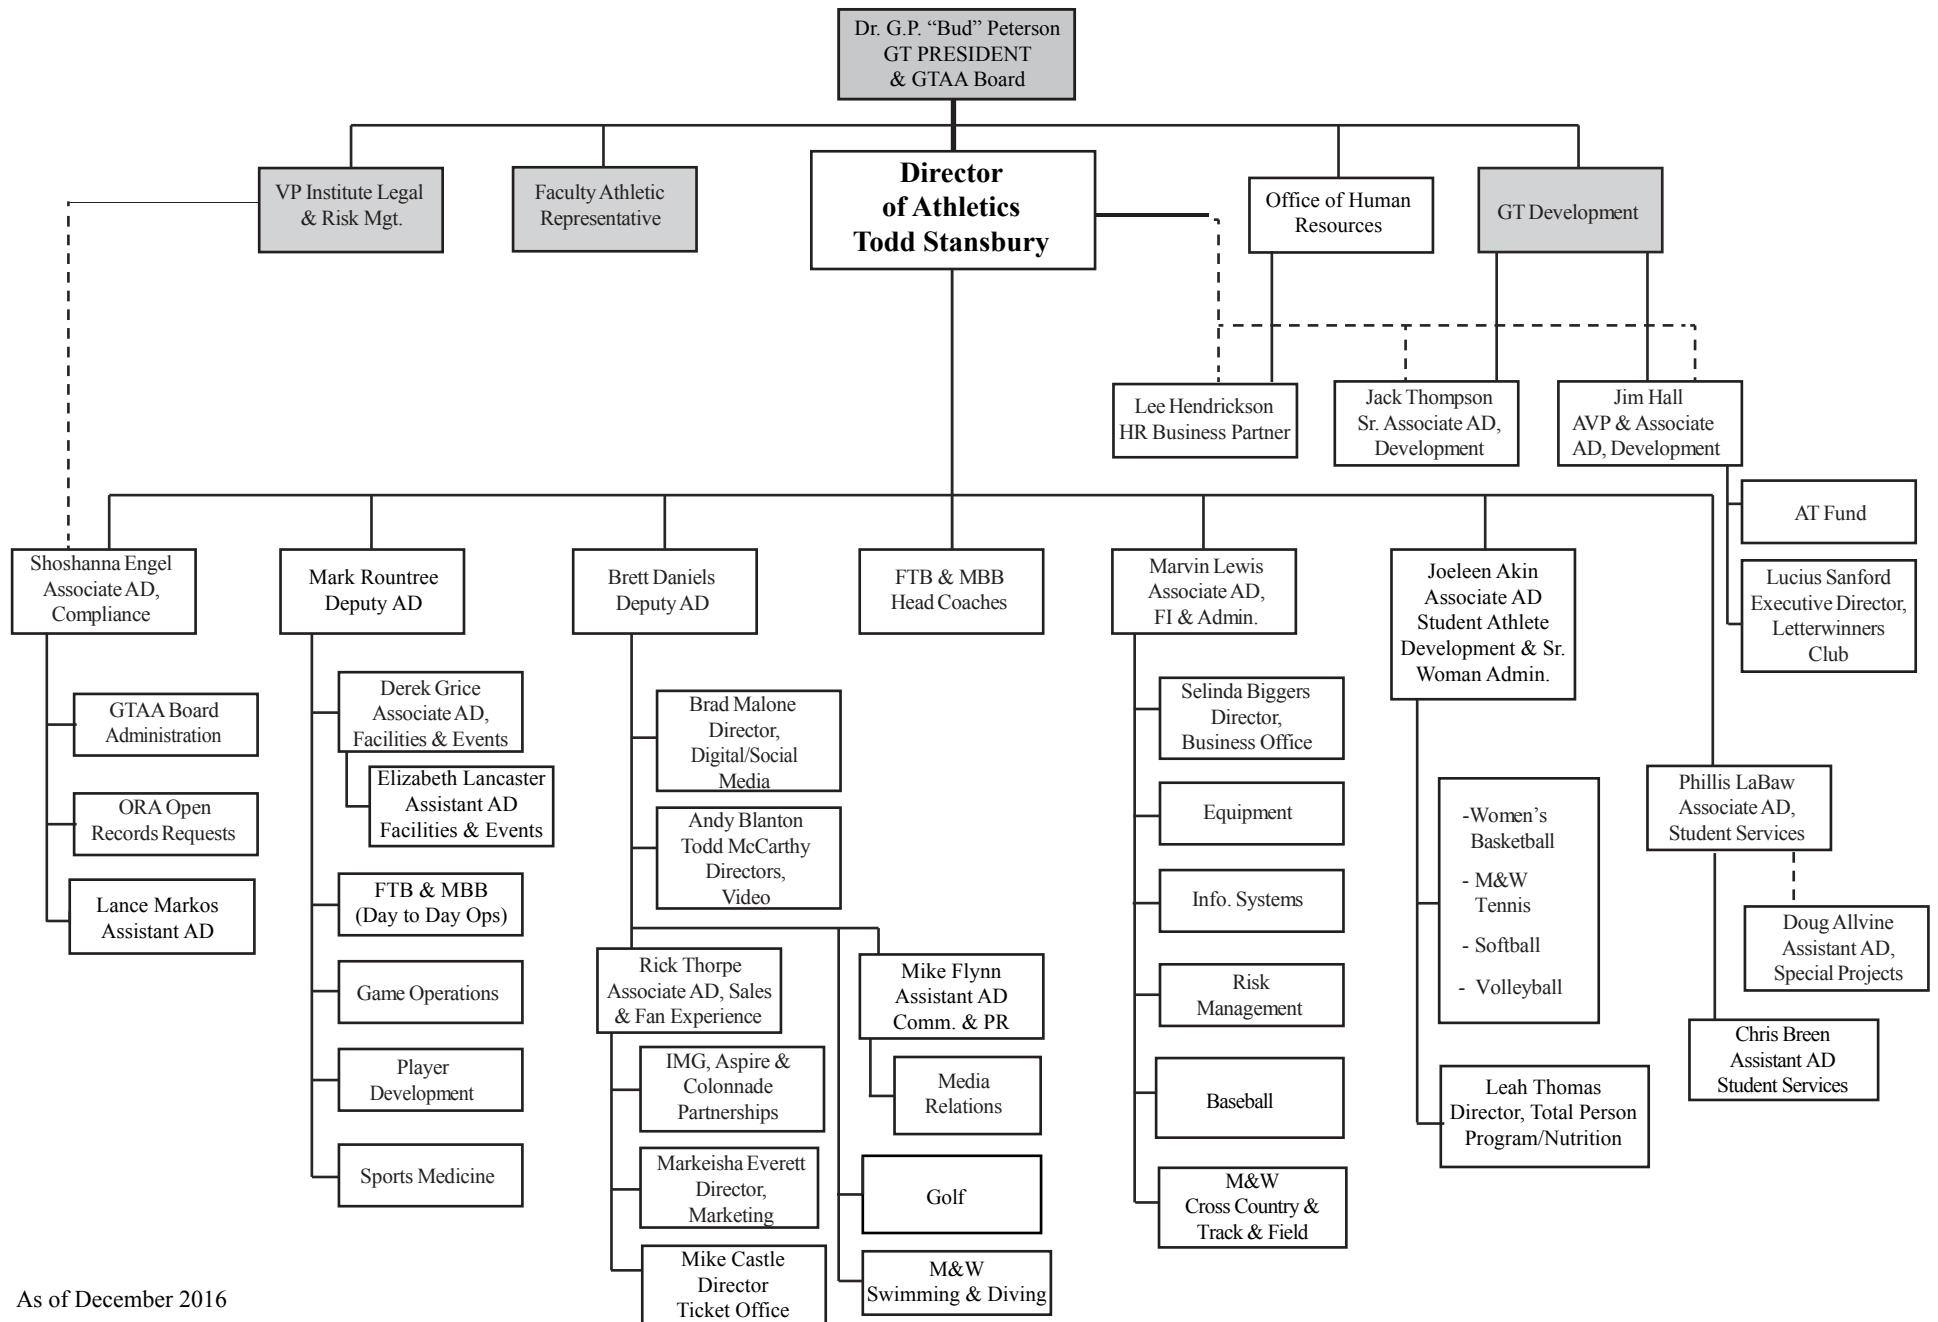 Dr. G.P. “Bud” Peterson
GT PRESIDENT
& GTAA Board
VP Institute Legal
& Risk Mgt.
Faculty Athletic
Representative
Director
of Athletics
Todd Stansbury
Office of Human
Resources
GT Development
Lee Hendrickson
HR Business Partner
Jack Thompson
Sr. Associate AD,
Development
Jim Hall
AVP & Associate
AD, Development
AT Fund
Lucius Sanford
Executive Director,
Letterwinners
Club
Shoshanna Engel
Associate AD,
Compliance
GTAA Board
Administration
ORA Open
Records Requests
Lance Markos
Assistant AD
Mark Rountree
Deputy AD
Derek Grice
Associate AD,
Facilities & Events
Elizabeth Lancaster
Assistant AD
Facilities & Events
FTB & MBB
(Day to Day Ops)
Game Operations
Player
Development
Sports Medicine
Brett Daniels
Deputy AD
Brad Malone
Director,
Digital/Social
Media
Andy Blanton
Todd McCarthy
Directors,
Video
Rick Thorpe
Associate AD, Sales
& Fan Experience
IMG, Aspire &
Colonnade
Partnerships
Markeisha Everett
Director,
Marketing
Mike Castle
Director
Ticket Office
Mike Flynn
Assistant AD
Comm. & PR
Media
Relations
Golf
M&W
Swimming & Diving
FTB & MBB
Head Coaches
Marvin Lewis
Associate AD,
FI & Admin.
Selinda Biggers
Director,
Business Office
Equipment
Info. Systems
Risk
Management
Baseball
M&W
Cross Country &
Track & Field
Joeleen Akin
Associate AD
Student Athlete
Development & Sr.
Woman Admin.
-Women’s
Basketball
- M&W
Tennis
- Softball
- Volleyball
Leah Thomas
Director, Total Person
Program/Nutrition
Phillis LaBaw
Associate AD,
Student Services
Doug Allvine
Assistant AD,
Special Projects
Chris Breen
Assistant AD
Student Services
As of December 2016